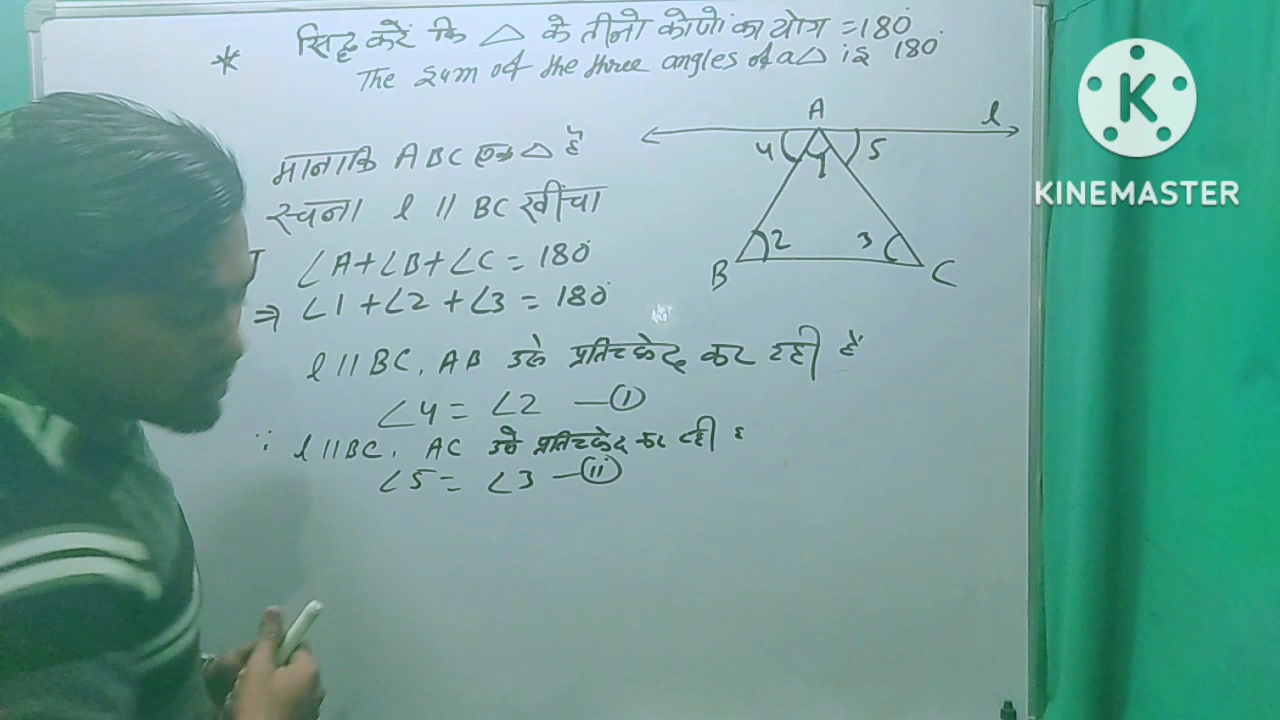 * सिद्ध करें कि △ के तीनो कोणो का योग = 180°
The sum of the three angles of a △ is 180°
माना कि ABC एक △ है
रचना l || BC खीचा
∠A+∠B+∠C = 180°
⇒ ∠1 +∠2 +∠3 = 180°
l || BC, AB उसे प्रतिच्छेद कर रही है
∠4 = ∠2 —(i)
∵ l || BC, AC उसे प्रतिच्छेद कर रही
∠5 = ∠3 —(ii)
A
l
4
1
5
2
3
B
C
K
KINEMASTER